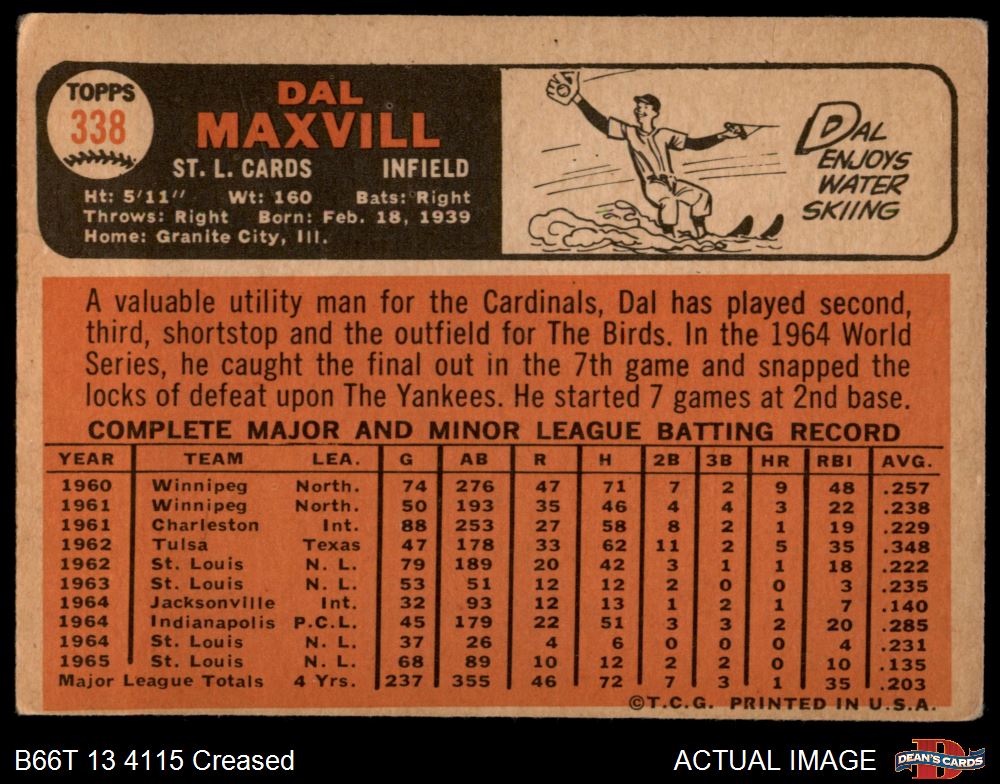 TOPPS
338
DAL
MAXVILL
ST. L. CARDS INFIELD
Ht: 5'11" Wt: 160 Bats: Right
Throws: Right Born: Feb. 18, 1939
Home: Granite City, Ill.
DAL
ENJOYS
WATER
SKIING
A valuable utility man for the Cardinals, Dal has played second,
third, shortstop and the outfield for The Birds. In the 1964 World
Series, he caught the final out in the 7th game and snapped the
locks of defeat upon The Yankees. He started 7 games at 2nd base.
COMPLETE MAJOR AND MINOR LEAGUE BATTING RECORD
YEAR TEAM LEA. G AB R H 2B 3B HR RBI AVG.
1960 Winnipeg North. 74 276 47 71 7 2 9 48 .257
1961 Winnipeg North. 50 193 35 46 4 4 3 22 .238
1961 Charleston Int. 88 253 27 58 8 2 1 19 .229
1962 Tulsa Texas 47 178 33 62 11 2 5 35 .348
1962 St. Louis N. L. 79 189 20 42 3 1 1 18 .222
1963 St. Louis N. L. 53 51 12 12 2 0 0 3 .235
1964 Jacksonville Int. 32 93 12 13 1 2 1 7 .140
1964 Indianapolis P.C.L. 45 179 22 51 3 3 2 20 .285
1964 St. Louis N. L. 37 26 4 6 0 0 0 4 .231
1965 St. Louis N. L. 68 89 10 12 2 2 0 10 .135
Major League Totals 4 Yrs. 237 355 46 72 7 3 1 35 .203
©T.C.G. PRINTED IN U.S.A.
B66T 13 4115 Creased
ACTUAL IMAGE
D
DEAN'S CARDS